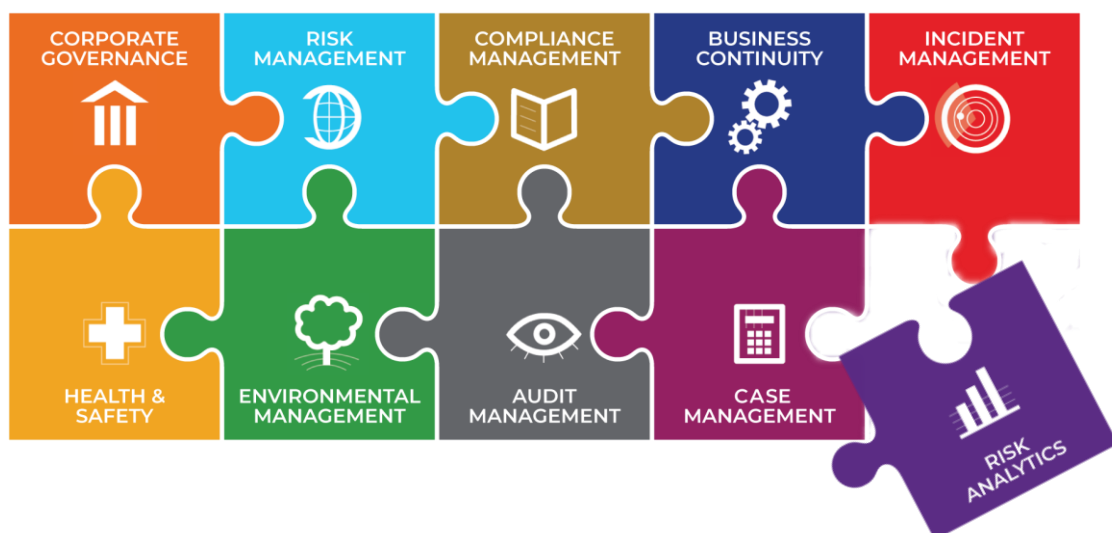 CORPORATE
GOVERNANCE
RISK
MANAGEMENT
COMPLIANCE
MANAGEMENT
BUSINESS
CONTINUITY
INCIDENT
MANAGEMENT
HEALTH &
SAFETY
ENVIRONMENTAL
MANAGEMENT
AUDIT
MANAGEMENT
CASE
MANAGEMENT
RISK
ANALYTICS